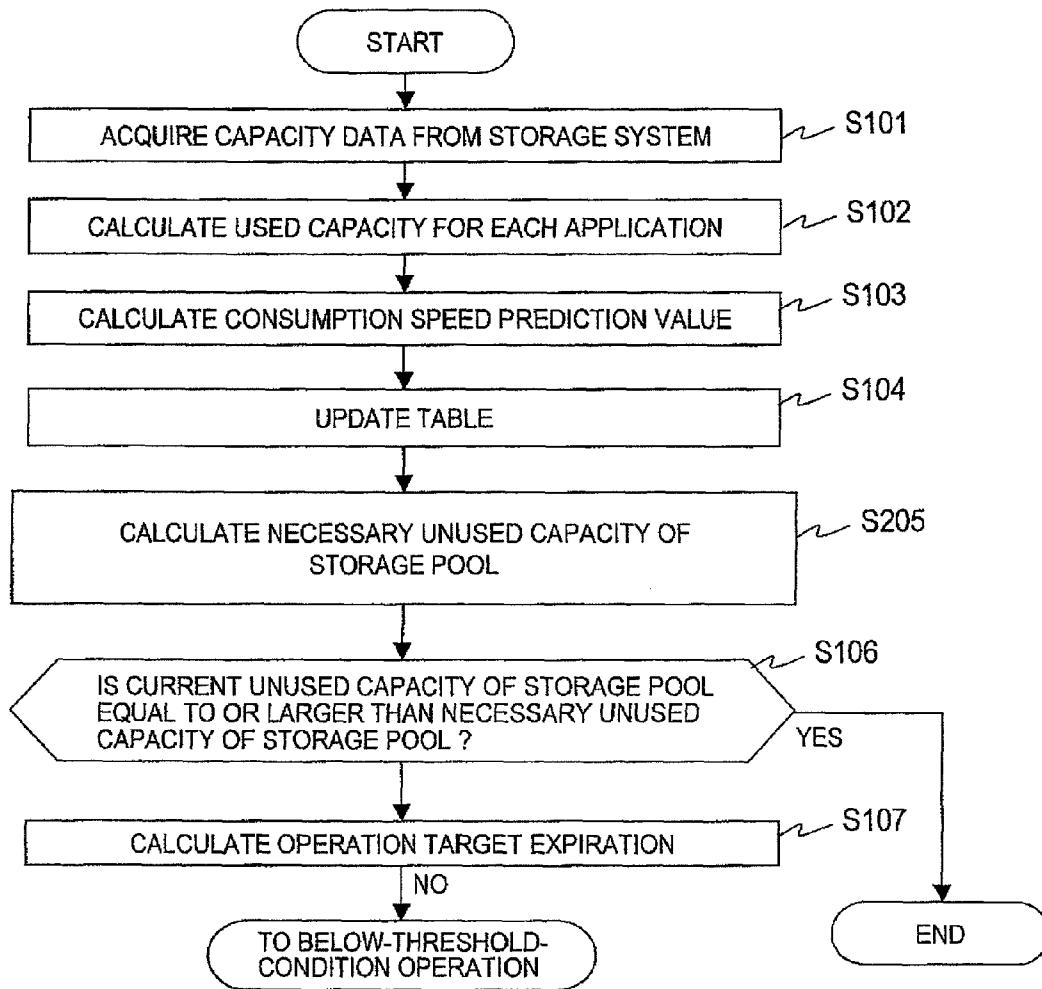 START
ACQUIRE CAPACITY DATA FROM STORAGE SYSTEM
S101
CALCULATE USED CAPACITY FOR EACH APPLICATION
S102
CALCULATE CONSUMPTION SPEED PREDICTION VALUE
S103
UPDATE TABLE
S104
CALCULATE NECESSARY UNUSED CAPACITY OF
STORAGE POOL
S205
IS CURRENT UNUSED CAPACITY OF STORAGE POOL
EQUAL TO OR LARGER THAN NECESSARY UNUSED
CAPACITY OF STORAGE POOL ?
S106
YES
CALCULATE OPERATION TARGET EXPIRATION
S107
NO
TO BELOW-THRESHOLD-
CONDITION OPERATION
END